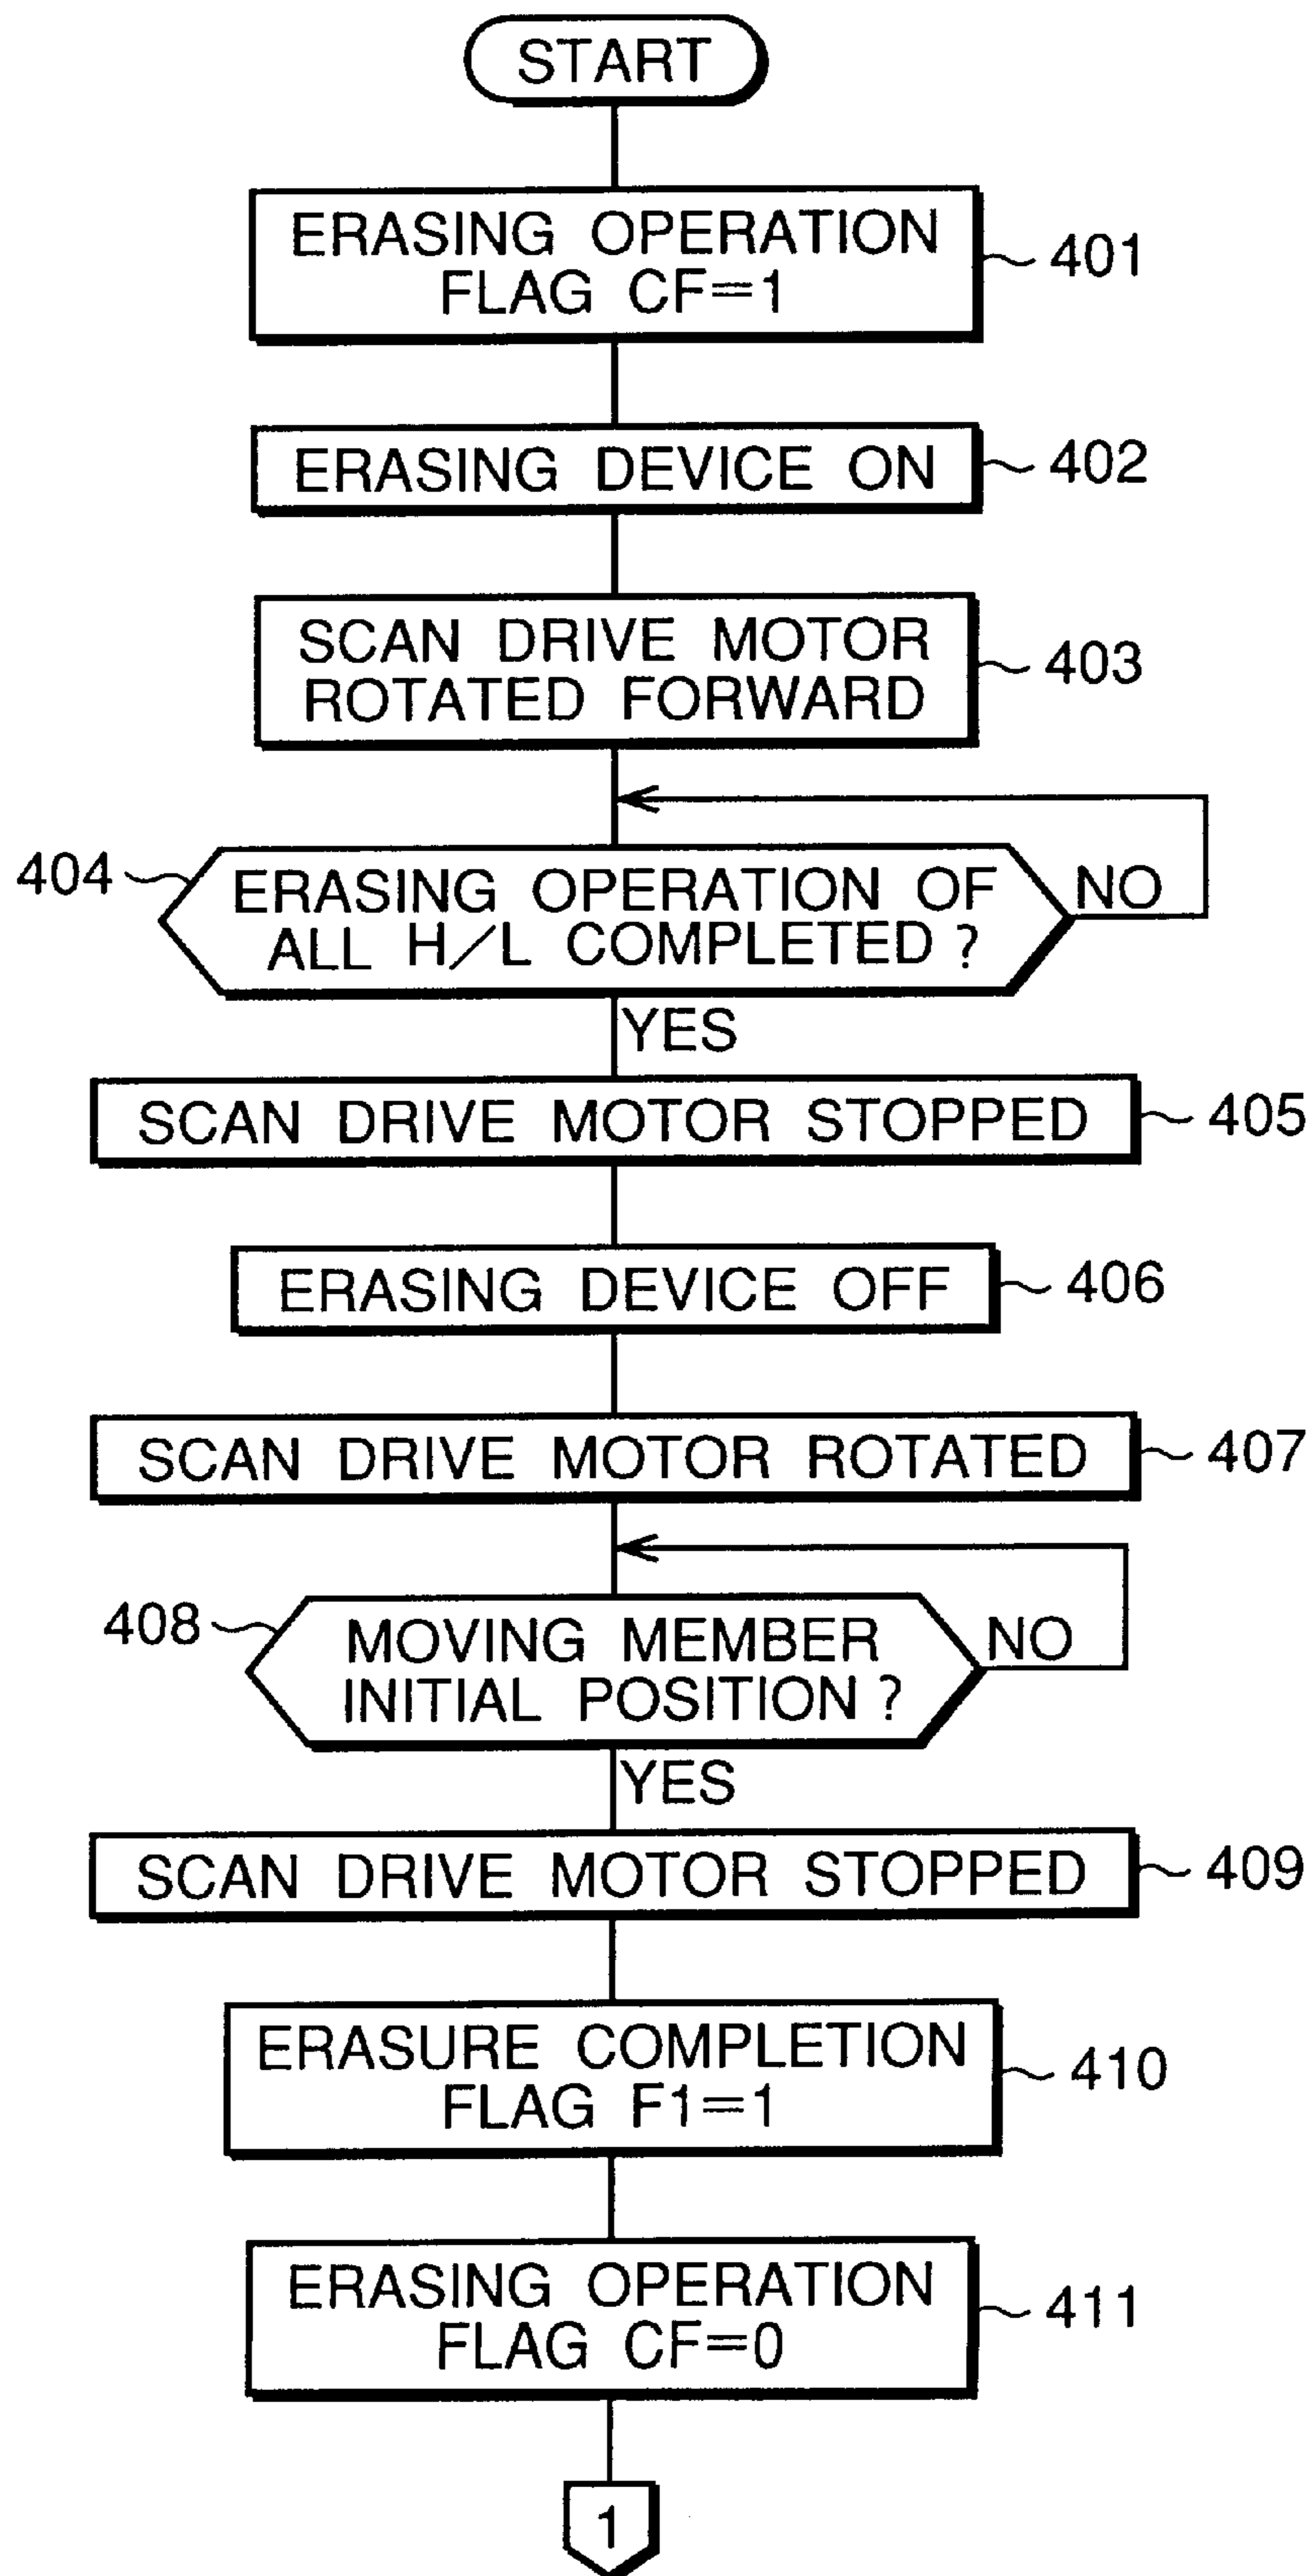 START
ERASING OPERATION
FLAG CF=1
401
ERASING DEVICE ON
402
SCAN DRIVE MOTOR
ROTATED FORWARD
403
404
ERASING OPERATION OF
ALL H/L COMPLETED?
NO
YES
SCAN DRIVE MOTOR STOPPED
405
ERASING DEVICE OFF
406
SCAN DRIVE MOTOR ROTATED
407
408
MOVING MEMBER
INITIAL POSITION?
NO
YES
SCAN DRIVE MOTOR STOPPED
409
ERASURE COMPLETION
FLAG F1=1
410
ERASING OPERATION
FLAG CF=0
411
1